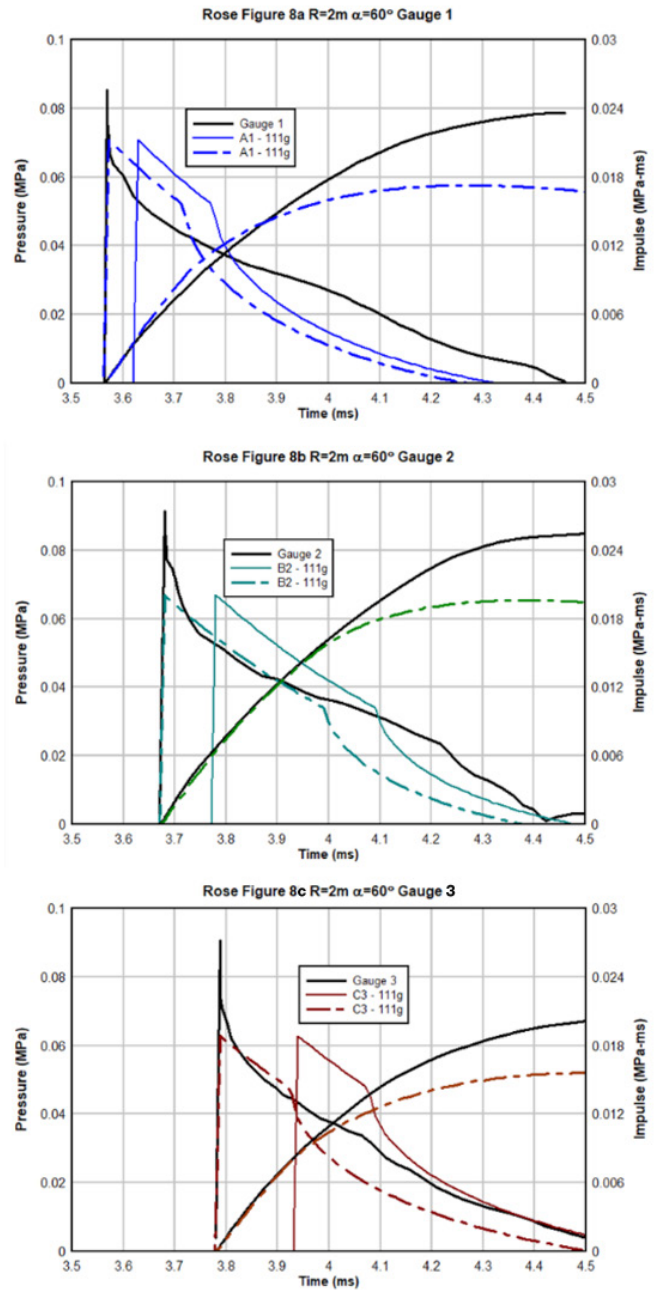 Rose Figure 8a R=2m α=60° Gauge 1
0.1
0.08
0.06
0.04
0.02
0
Pressure (MPa)
Gauge 1
A1 - 111g
A1 - 111g
0.03
0.024
0.018
0.012
0.006
0
Impulse (MPa-ms)
3.5 3.6 3.7 3.8 3.9 4 4.1 4.2 4.3 4.4 4.5
Time (ms)
Rose Figure 8b R=2m α=60° Gauge 2
0.1
0.08
0.06
0.04
0.02
0
Pressure (MPa)
Gauge 2
B2 - 111g
B2 - 111g
0.03
0.024
0.018
0.012
0.006
0
Impulse (MPa-ms)
3.5 3.6 3.7 3.8 3.9 4 4.1 4.2 4.3 4.4 4.5
Time (ms)
Rose Figure 8c R=2m α=60° Gauge 3
0.1
0.08
0.06
0.04
0.02
0
Pressure (MPa)
Gauge 3
C3 - 111g
C3 - 111g
0.03
0.024
0.018
0.012
0.006
0
Impulse (MPa-ms)
3.5 3.6 3.7 3.8 3.9 4 4.1 4.2 4.3 4.4 4.5
Time (ms)